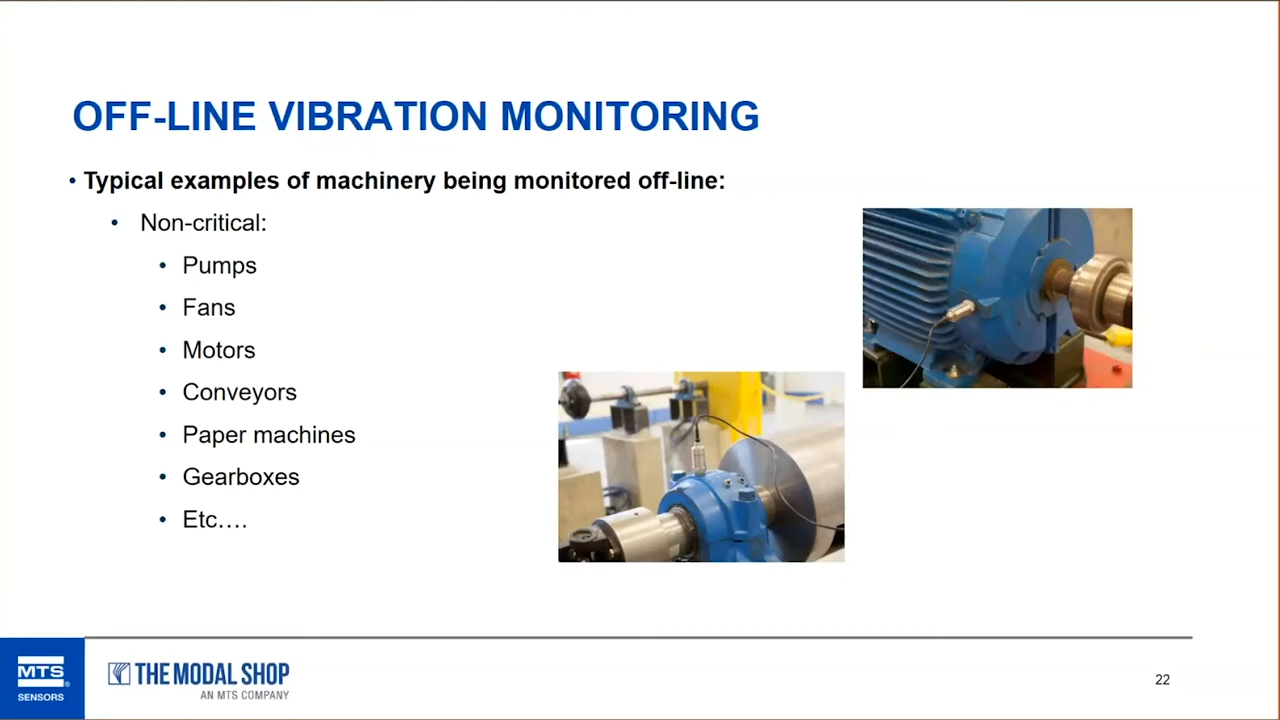 OFF-LINE VIBRATION MONITORING
• Typical examples of machinery being monitored off-line:
• Non-critical:
• Pumps
• Fans
• Motors
• Conveyors
• Paper machines
• Gearboxes
• Etc….
MTS
SENSORS
THE MODAL SHOP
AN MTS COMPANY
22